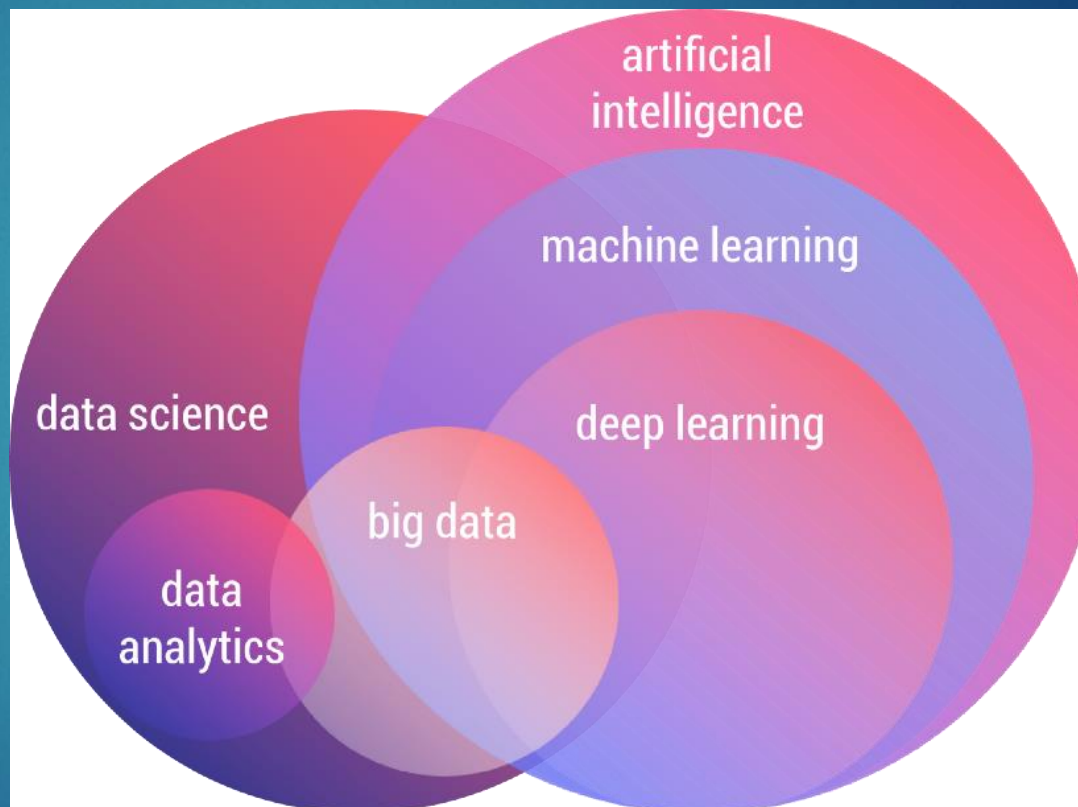 artificial
intelligence
machine learning
data science
deep learning
big data
data
analytics